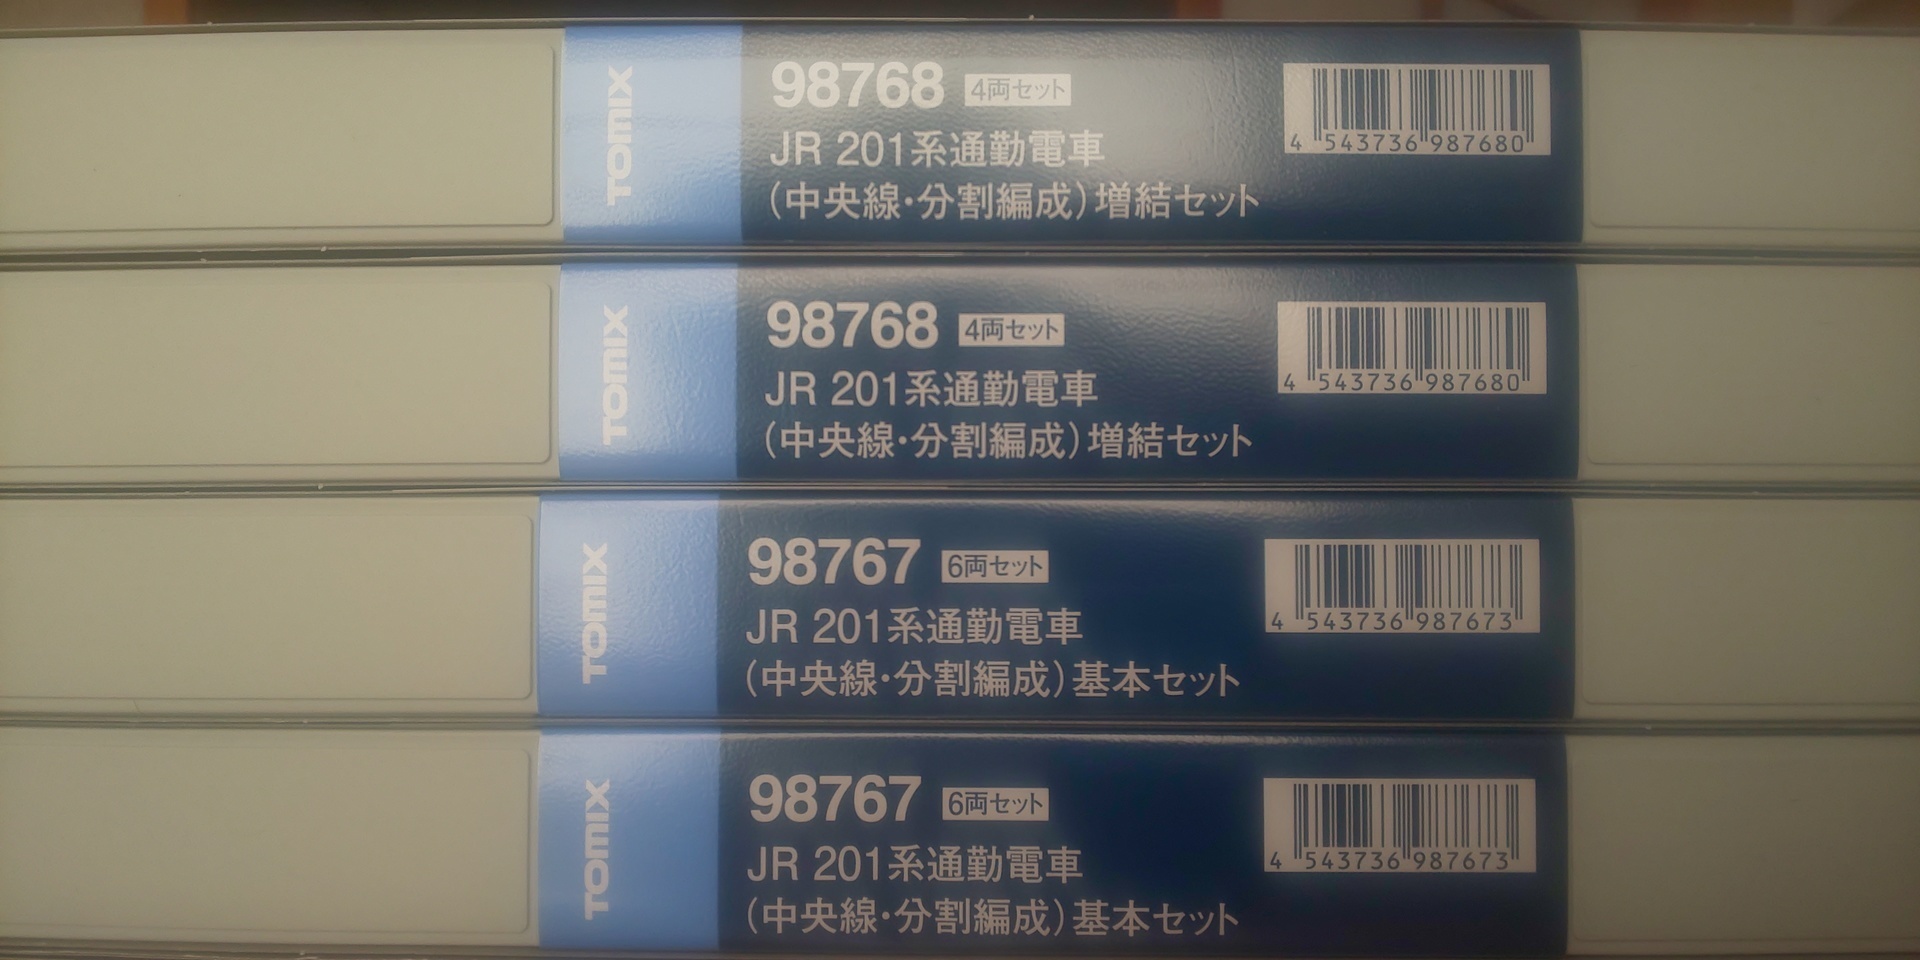 TOMIX
98768 4両セット
JR 201系通勤電車
(中央線・分割編成)増結セット
4 543736 987680
TOMIX
98768 4両セット
JR 201系通勤電車
(中央線・分割編成)増結セット
4 543736 987680
TOMIX
98767 6両セット
JR 201系通勤電車
(中央線・分割編成)基本セット
4 543736 987673
TOMIX
98767 6両セット
JR 201系通勤電車
(中央線・分割編成)基本セット
4 543736 987673